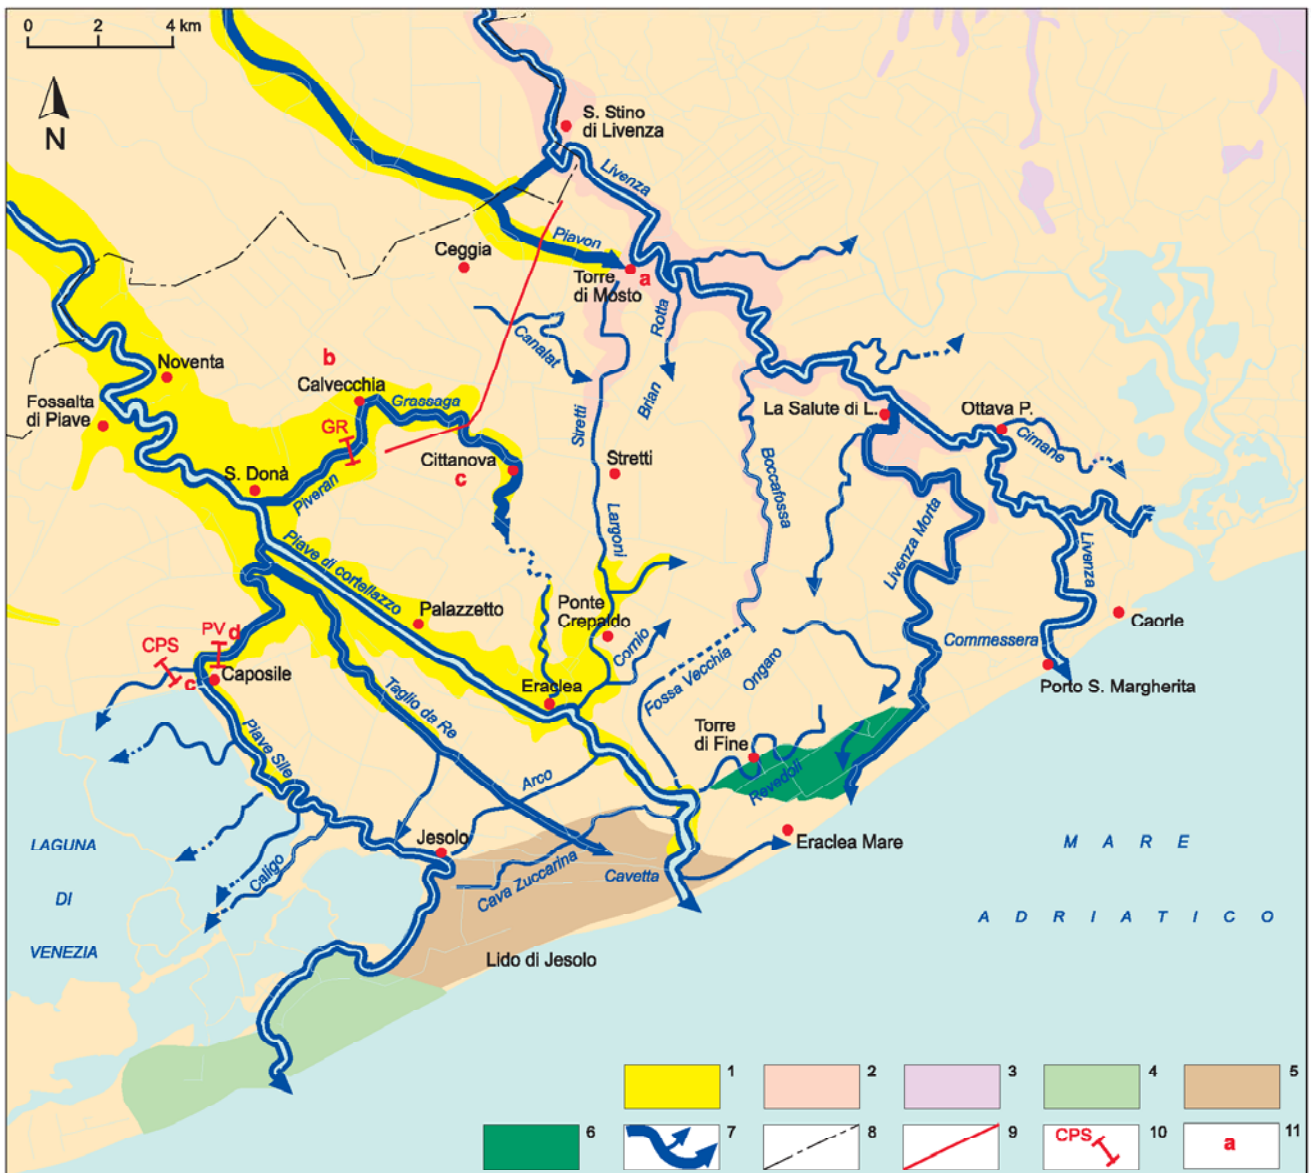 0 2 4 km
N
S. Stino
di Livenza
Livenza
Piavon
Ceggia
Torre
di Mosto
a
Rotta
Canalat
Brian
Noventa
b
Calvecchia
Grassaga
Fossalta
di Piave
GR
La Salute di L.
Ottava P.
Cimane
Stretti
Cittanova
c
Stretti
S. Donà
Piveran
Boccafossa
Largoni
Livenza Morta
Livenza
Piave di cortellazzo
Palazzetto
Ponte
Crepaldo
Cornio
Caorle
Commessera
CPS
PV
d
c
Caposile
Fossa Vecchia
Ongaro
Porto S. Margherita
Eraclea
Taglio da Re
Piave Sile
Torre
di Fine
Revedoli
Arco
Jesolo
Eraclea Mare
LAGUNA
DI
VENEZIA
Caligo
Cava Zuccarina
Cavetta
MARE
ADRIATICO
Lido di Jesolo
1
2
3
4
5
6
7
8
9
CPS
10
a
11